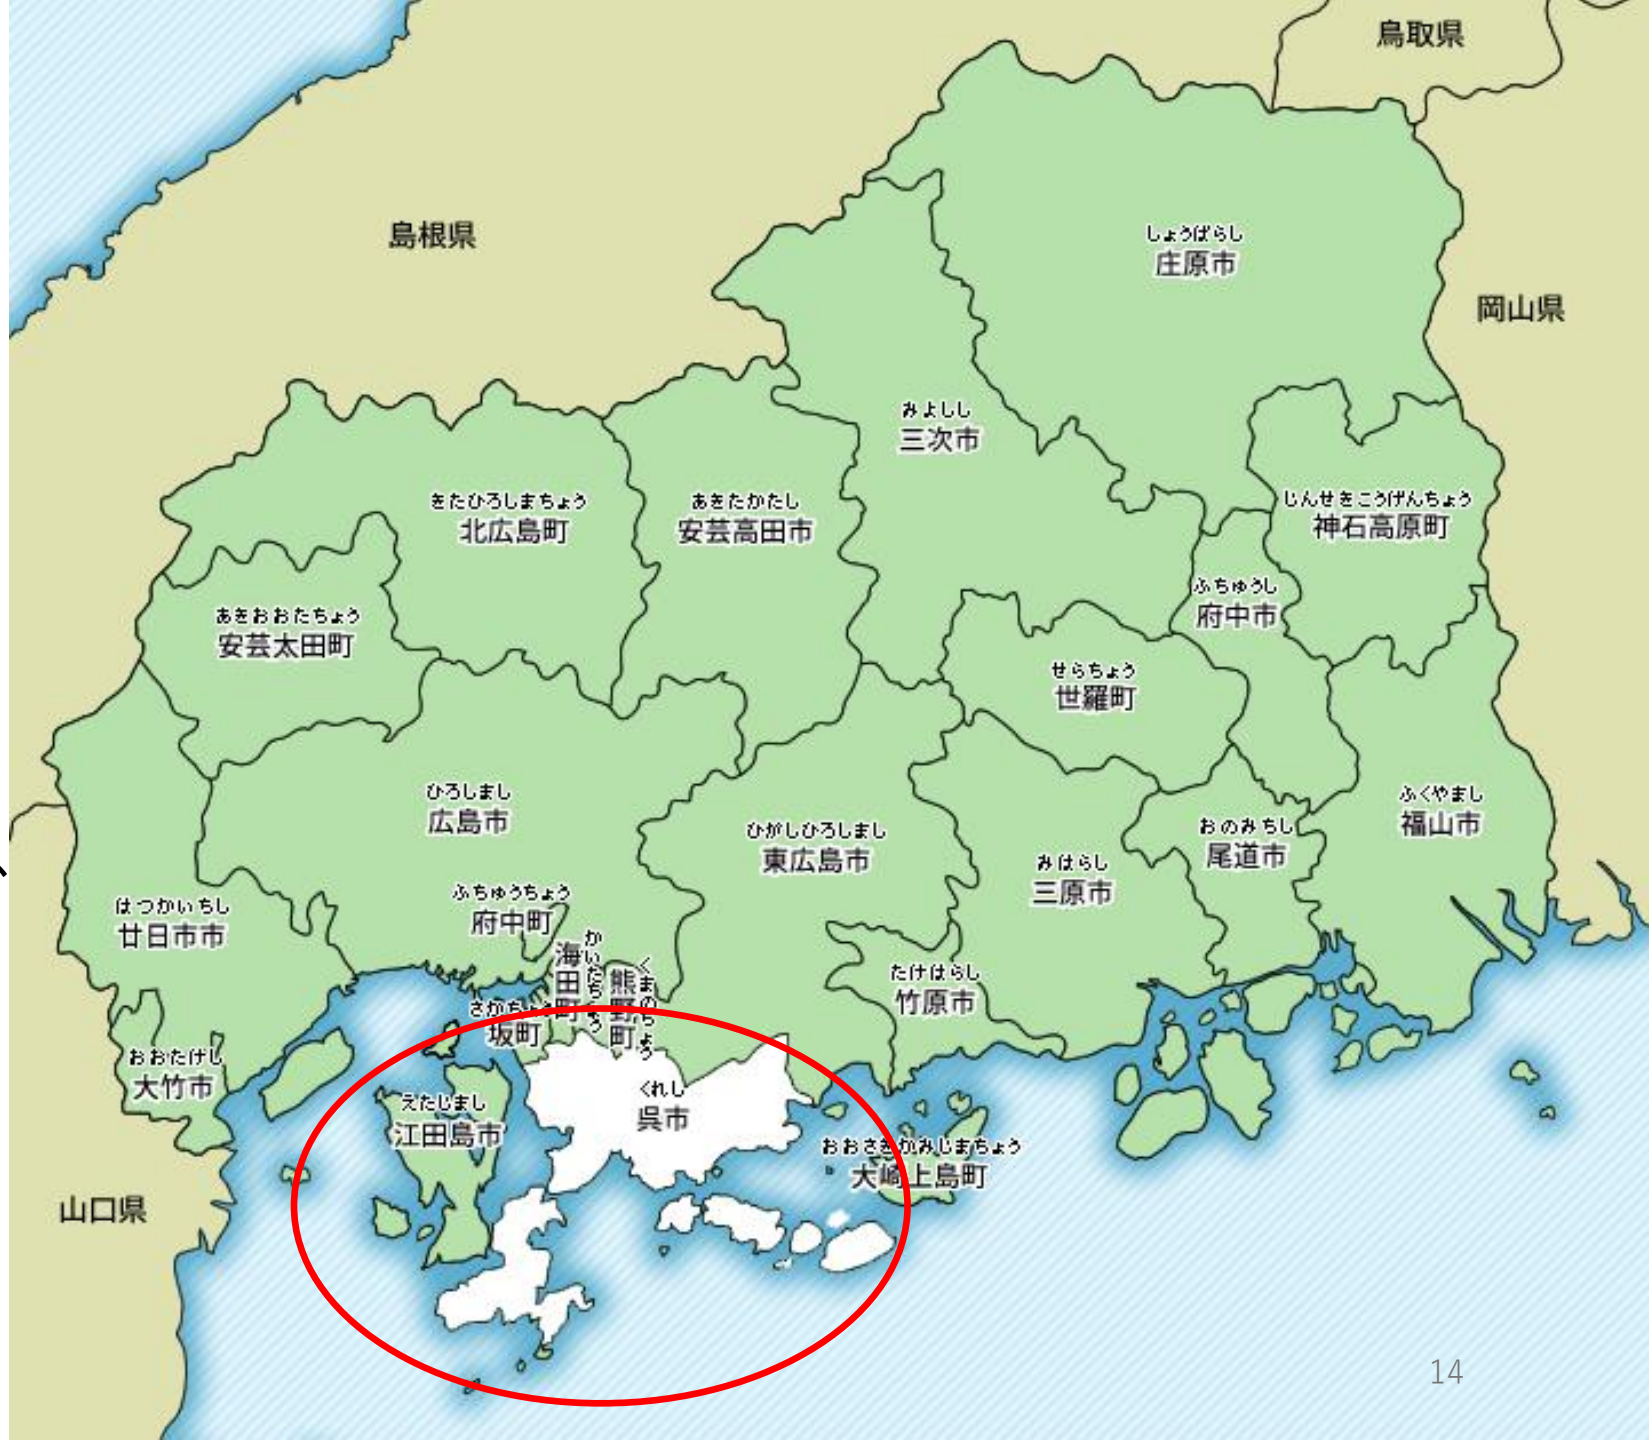 鳥取県
島根県
しょうばらし
庄原市
岡山県
みよしし
三次市
きたひろしまちょう
北広島町
あきたかたし
安芸高田市
じんせきこうげんちょう
神石高原町
あきおおたちょう
安芸太田町
ふちゅうし
府中市
せらちょう
世羅町
ひろしまし
広島市
ひがしひろしまし
東広島市
みはらし
三原市
おのみちし
尾道市
ふくやまし
福山市
はつかいちし
廿日市市
ふちゅうちょう
府中町
かいたちょう
海田町
くまのちょう
熊野町
たけはらし
竹原市
さかちょう
坂町
おおたけし
大竹市
えたじまし
江田島市
くれし
呉市
おおさきかみじまちょう
大崎上島町
山口県
14